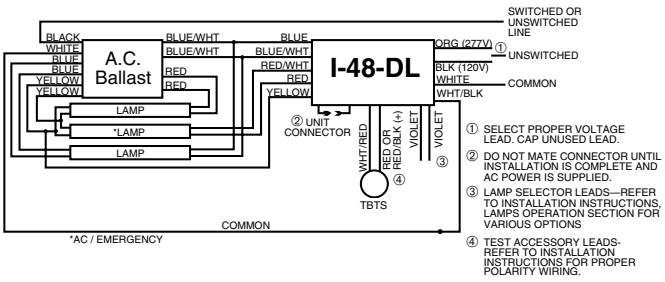 SWITCHED OR
UNSWITCHED
LINE
BLACK
WHITE
BLUE
BLUE
YELLOW
YELLOW
A.C.
Ballast
BLUE/WHT
BLUE/WHT
RED
RED
BLUE
BLUE/WHT
RED/WHT
RED
YELLOW
I-48-DL
ORG (277V)
①
UNSWITCHED
BLK (120V)
WHITE
COMMON
WHT/BLK
LAMP
*LAMP
LAMP
② UNIT
CONNECTOR
WHT/RED
RED OR
RED/BLK (+)
④
VIOLET
VIOLET
③
TBTS
COMMON
*AC / EMERGENCY
① SELECT PROPER VOLTAGE
LEAD. CAP UNUSED LEAD.
② DO NOT MATE CONNECTOR UNTIL
INSTALLATION IS COMPLETE AND
AC POWER IS SUPPLIED.
③ LAMP SELECTOR LEADS—REFER
TO INSTALLATION INSTRUCTIONS,
LAMPS OPERATION SECTION FOR
VARIOUS OPTIONS
④ TEST ACCESSORY LEADS-
REFER TO INSTALLATION
INSTRUCTIONS FOR PROPER
POLARITY WIRING.